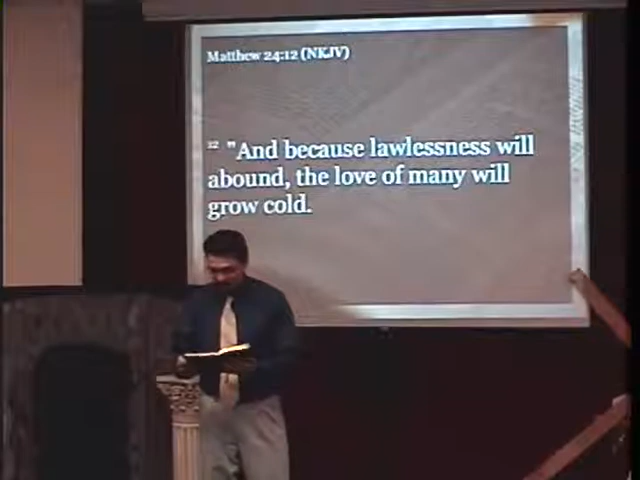 Matthew 24:12 (NKJV)
12 "And because lawlessness will
abound, the love of many will
grow cold.